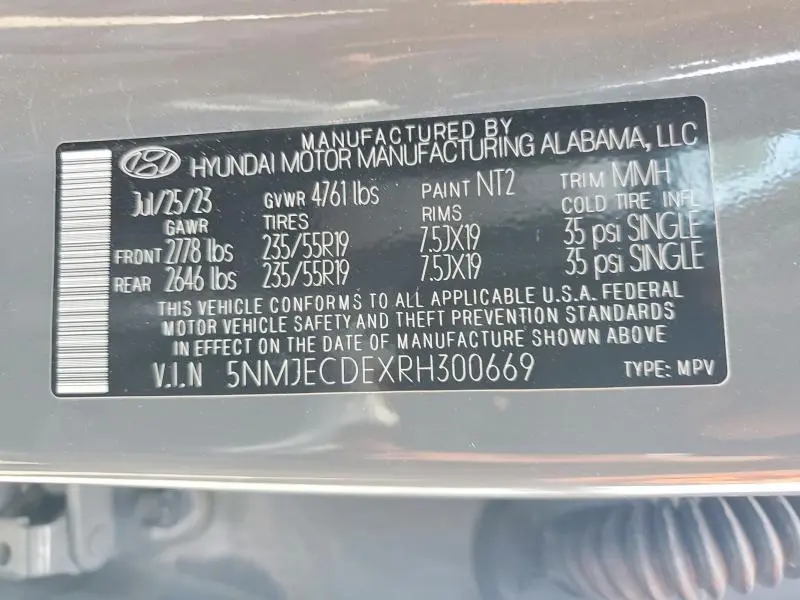 MANUFACTURED BY
HYUNDAI MOTOR MANUFACTURING ALABAMA, LLC
Jul/25/23 GVWR 4761 lbs PAINT NT2 TRIM MMH
GAWR TIRES RIMS COLD TIRE INFL
FRONT 2778 lbs 235/55R19 7.5JX19 35 psi SINGLE
REAR 2646 lbs 235/55R19 7.5JX19 35 psi SINGLE
THIS VEHICLE CONFORMS TO ALL APPLICABLE U.S.A. FEDERAL
MOTOR VEHICLE SAFETY AND THEFT PREVENTION STANDARDS
IN EFFECT ON THE DATE OF MANUFACTURE SHOWN ABOVE
V.I.N 5NMJECDEXRH300669 TYPE: MPV